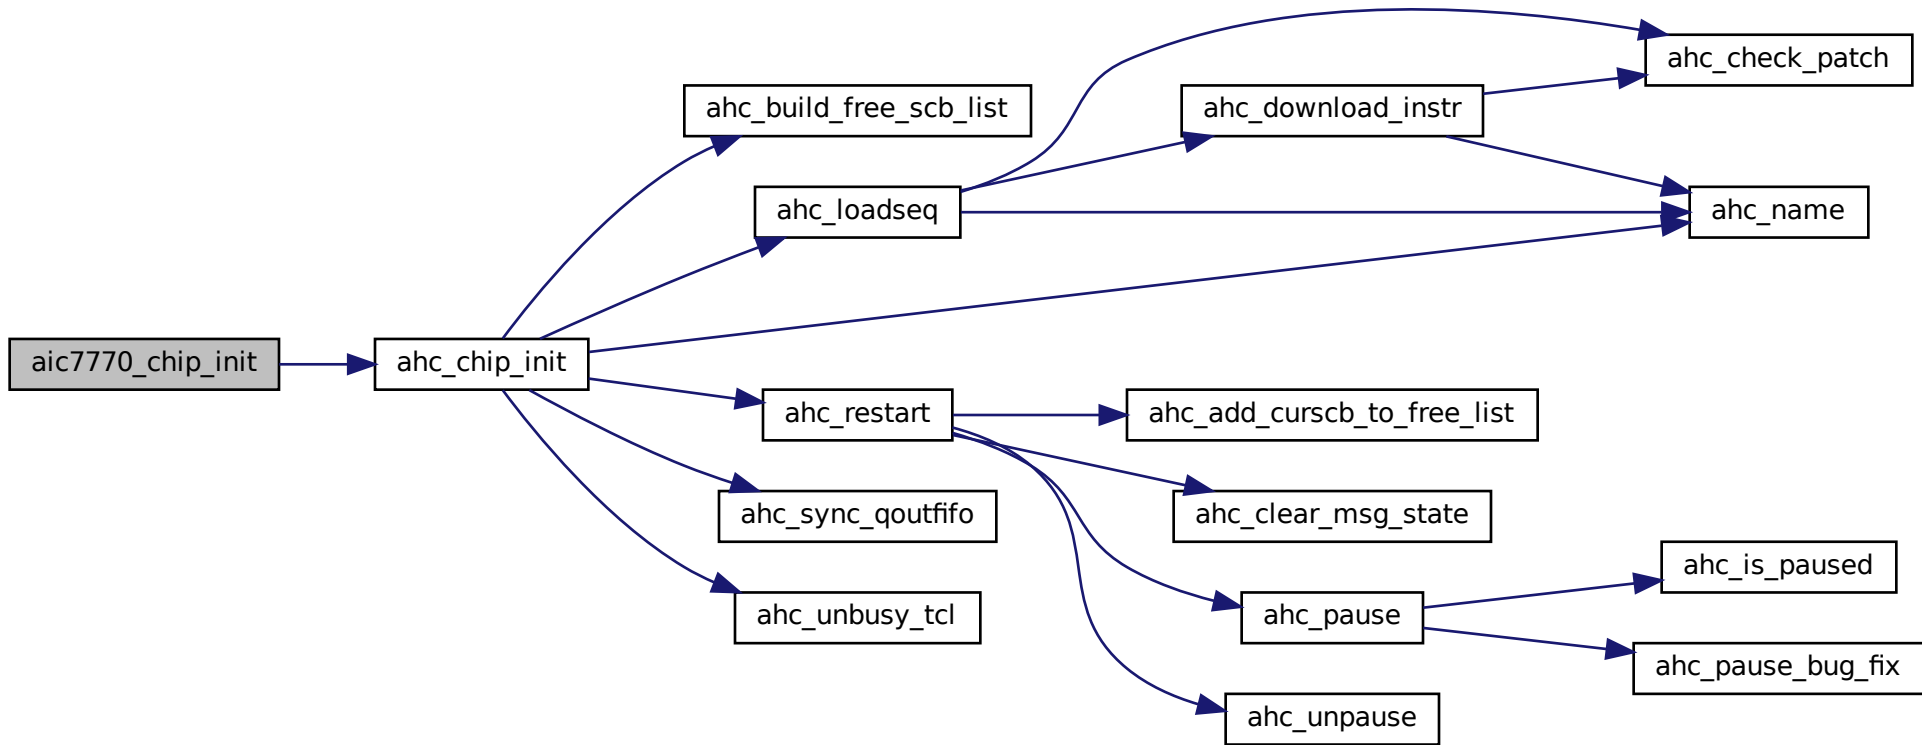 aic7770_chip_init
ahc_chip_init
ahc_build_free_scb_list
ahc_loadseq
ahc_restart
ahc_sync_qoutfifo
ahc_unbusy_tcl
ahc_download_instr
ahc_add_curscb_to_free_list
ahc_clear_msg_state
ahc_pause
ahc_unpause
ahc_check_patch
ahc_name
ahc_is_paused
ahc_pause_bug_fix